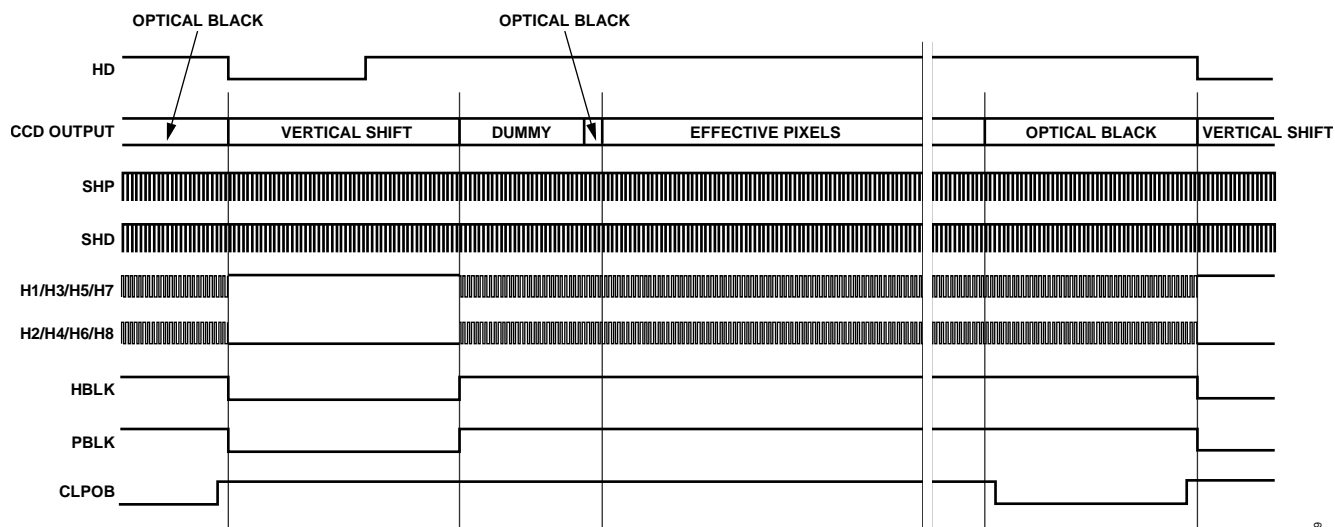 OPTICAL BLACK OPTICAL BLACK
HD
CCD OUTPUT VERTICAL SHIFT DUMMY EFFECTIVE PIXELS OPTICAL BLACK VERTICAL SHIFT
SHP
SHD
H1/H3/H5/H7
H2/H4/H6/H8
HBLK
PBLK
CLPOB